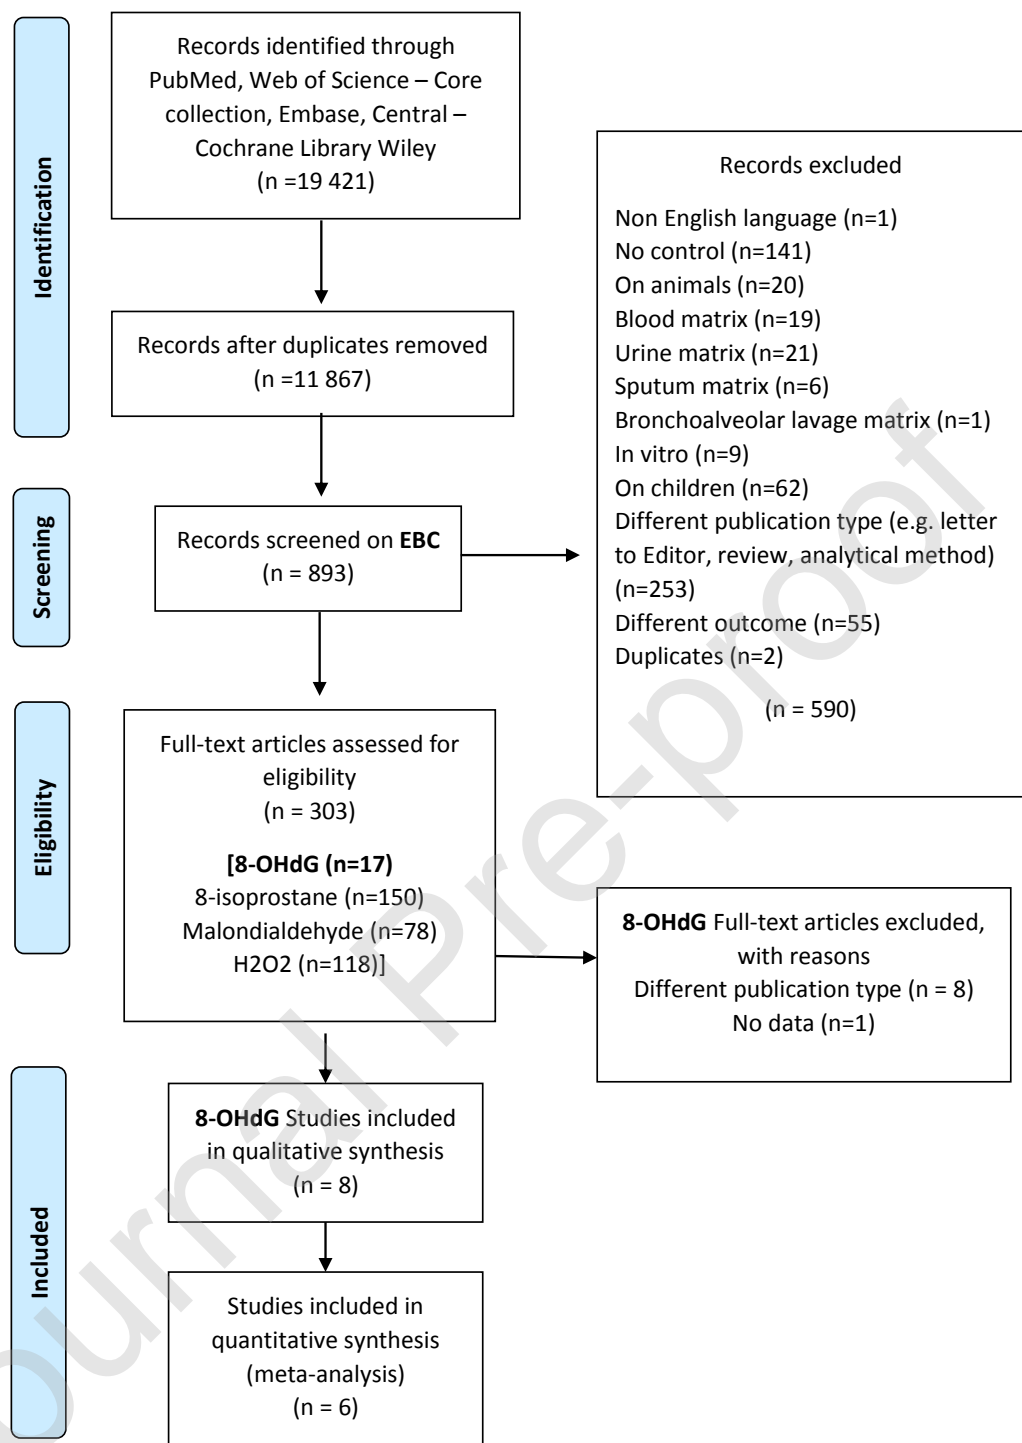 Identification
Records identified through
PubMed, Web of Science – Core
collection, Embase, Central –
Cochrane Library Wiley
(n =19 421)
Records after duplicates removed
(n =11 867)
Screening
Records screened on EBC
(n = 893)
Records excluded
Non English language (n=1)
No control (n=141)
On animals (n=20)
Blood matrix (n=19)
Urine matrix (n=21)
Sputum matrix (n=6)
Bronchoalveolar lavage matrix (n=1)
In vitro (n=9)
On children (n=62)
Different publication type (e.g. letter
to Editor, review, analytical method)
(n=253)
Different outcome (n=55)
Duplicates (n=2)
(n = 590)
Eligibility
Full-text articles assessed for
eligibility
(n = 303)
[8-OHdG (n=17)
8-isoprostane (n=150)
Malondialdehyde (n=78)
H2O2 (n=118)]
8-OHdG Full-text articles excluded,
with reasons
Different publication type (n = 8)
No data (n=1)
Included
8-OHdG Studies included
in qualitative synthesis
(n = 8)
Studies included in
quantitative synthesis
(meta-analysis)
(n = 6)
Journal Pre-proof